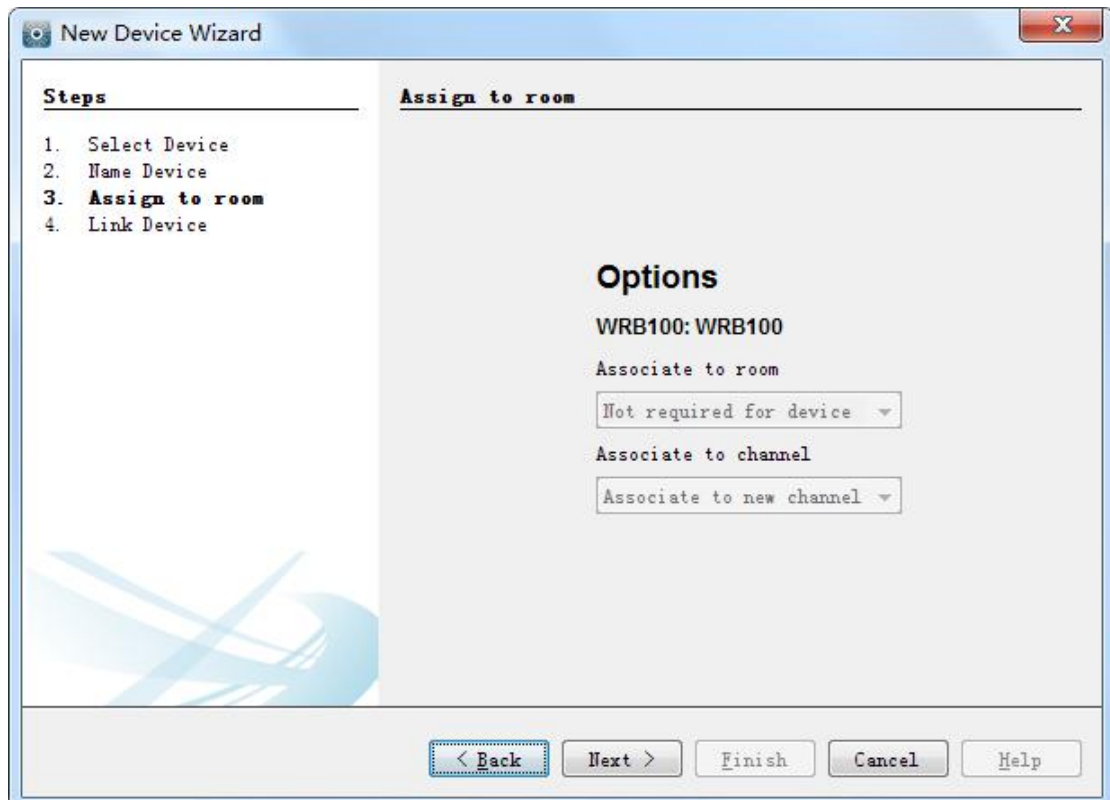 New Device Wizard
Steps
1. Select Device
2. Name Device
3. Assign to room
4. Link Device
Assign to room
Options
WRB100: WRB100
Associate to room
Not required for device
Associate to channel
Associate to new channel
< Back Next > Finish Cancel Help